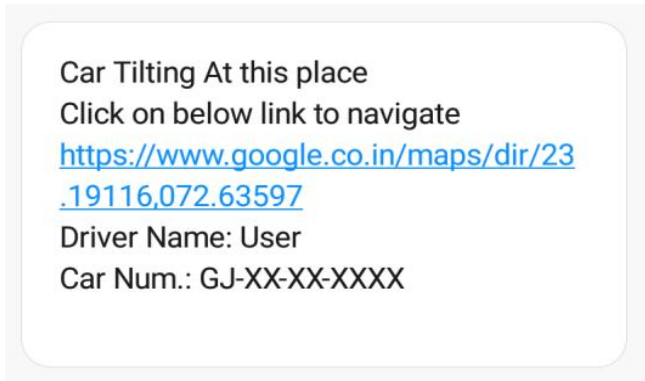 Car Tilting At this place
Click on below link to navigate
https://www.google.co.in/maps/dir/23
.19116,072.63597
Driver Name: User
Car Num.: GJ-XX-XX-XXXX